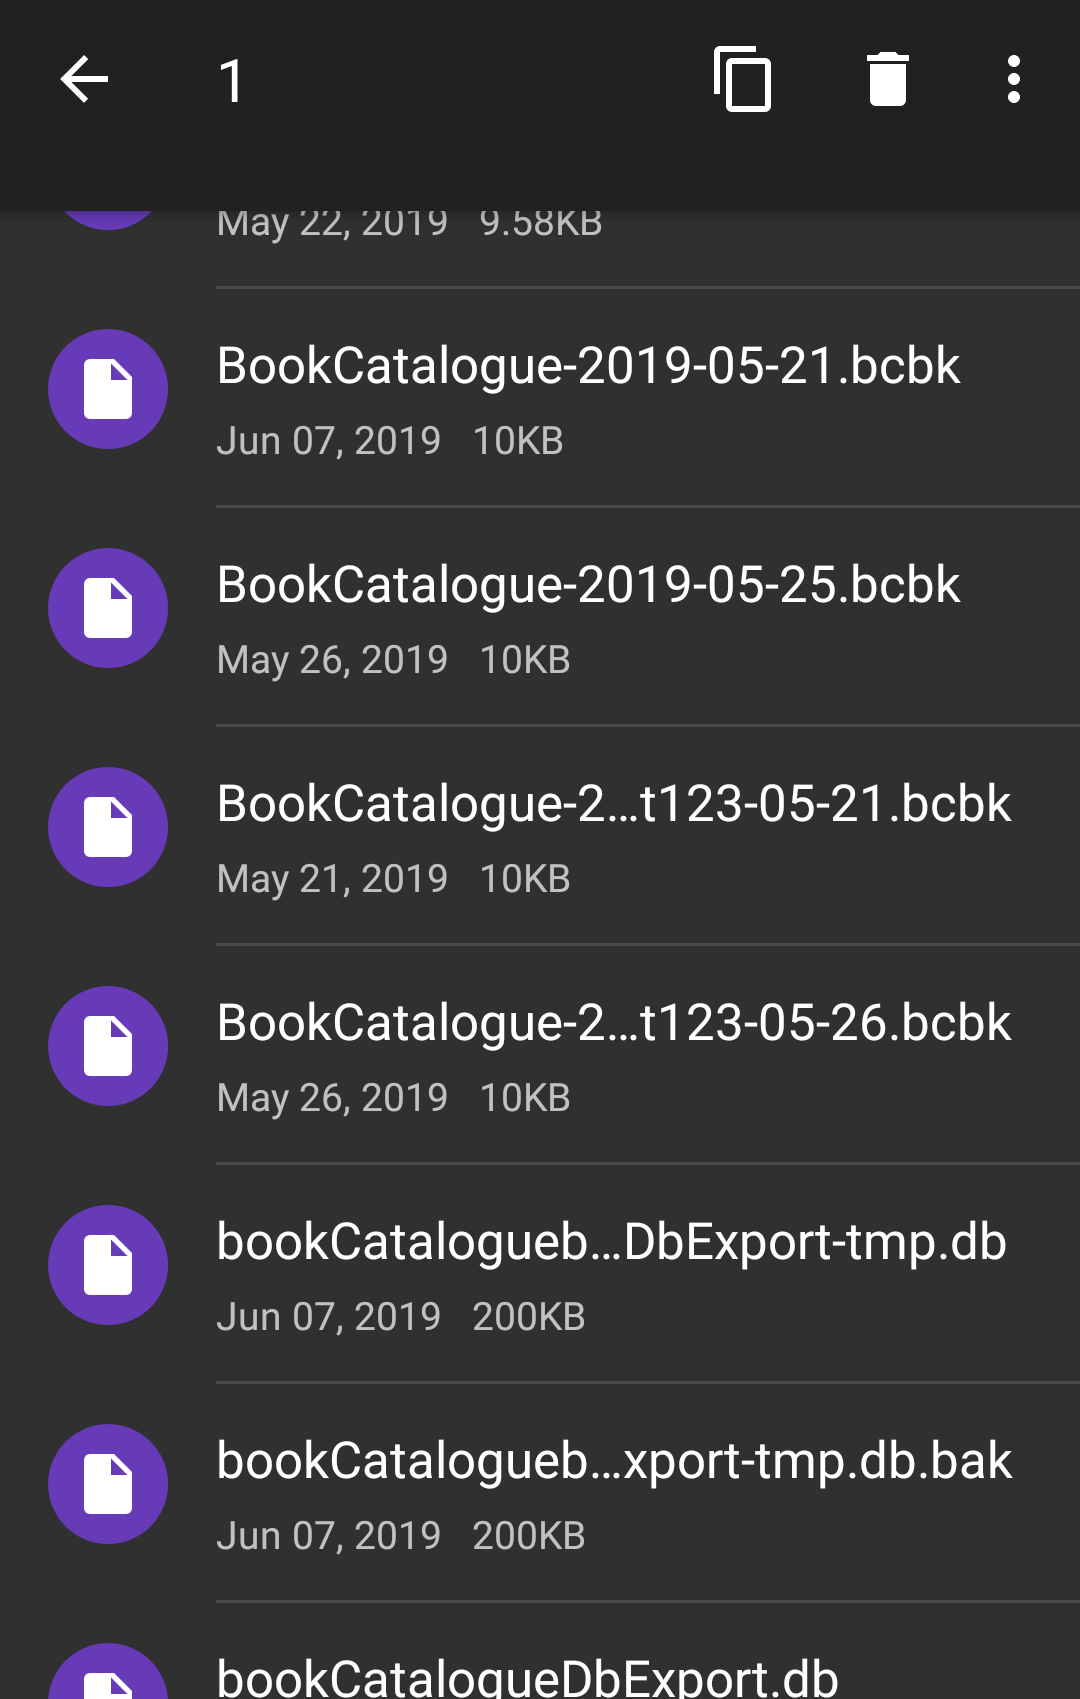 1
May 22, 2019 9.58KB
BookCatalogue-2019-05-21.bcbk
Jun 07, 2019 10KB
BookCatalogue-2019-05-25.bcbk
May 26, 2019 10KB
BookCatalogue-2...t123-05-21.bcbk
May 21, 2019 10KB
BookCatalogue-2...t123-05-26.bcbk
May 26, 2019 10KB
bookCatalogueb...DbExport-tmp.db
Jun 07, 2019 200KB
bookCatalogueb...xport-tmp.db.bak
Jun 07, 2019 200KB
bookCatalogueDbExport.db